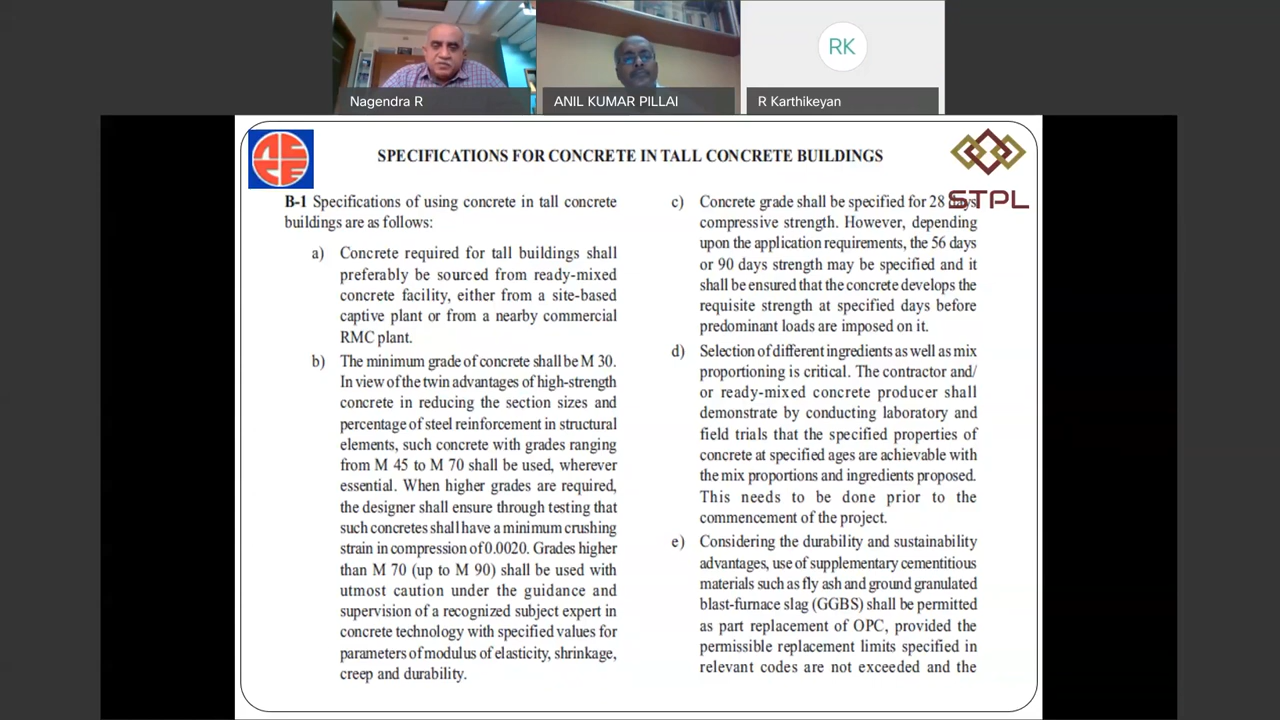 RK
Nagendra R
ANIL KUMAR PILLAI
R Karthikeyan
SPECIFICATIONS FOR CONCRETE IN TALL CONCRETE BUILDINGS
STPL
B-1 Specifications of using concrete in tall concrete
buildings are as follows:
a) Concrete required for tall buildings shall
preferably be sourced from ready-mixed
concrete facility, either from a site-based
captive plant or from a nearby commercial
RMC plant.
b) The minimum grade of concrete shall be M 30.
In view of the twin advantages of high-strength
concrete in reducing the section sizes and
percentage of steel reinforcement in structural
elements, such concrete with grades ranging
from M 45 to M 70 shall be used, wherever
essential. When higher grades are required,
the designer shall ensure through testing that
such concretes shall have a minimum crushing
strain in compression of 0.0020. Grades higher
than M 70 (up to M 90) shall be used with
utmost caution under the guidance and
supervision of a recognized subject expert in
concrete technology with specified values for
parameters of modulus of elasticity, shrinkage,
creep and durability.
c) Concrete grade shall be specified for 28 days
compressive strength. However, depending
upon the application requirements, the 56 days
or 90 days strength may be specified and it
shall be ensured that the concrete develops the
requisite strength at specified days before
predominant loads are imposed on it.
d) Selection of different ingredients as well as mix
proportioning is critical. The contractor and/
or ready-mixed concrete producer shall
demonstrate by conducting laboratory and
field trials that the specified properties of
concrete at specified ages are achievable with
the mix proportions and ingredients proposed.
This needs to be done prior to the
commencement of the project.
e) Considering the durability and sustainability
advantages, use of supplementary cementitious
materials such as fly ash and ground granulated
blast-furnace slag (GGBS) shall be permitted
as part replacement of OPC, provided the
permissible replacement limits specified in
relevant codes are not exceeded and the